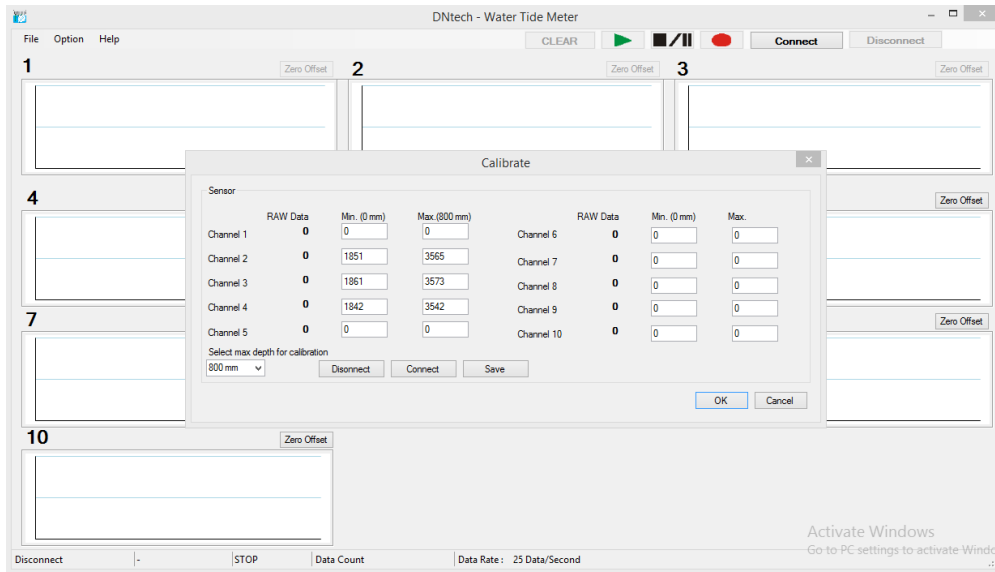 DNtech - Water Tide Meter
File Option Help CLEAR Connect Disconnect
1 Zero Offset 2 Zero Offset 3 Zero Offset
Calibrate
4 Zero Offset
Sensor
RAW Data Min. (0 mm) Max.(800 mm) RAW Data Min. (0 mm) Max.
Channel 1 0 0 0 Channel 6 0 0 0
Channel 2 0 1851 3565 Channel 7 0 0 0
Channel 3 0 1861 3573 Channel 8 0 0 0
Channel 4 0 1842 3542 Channel 9 0 0 0
Channel 5 0 0 0 Channel 10 0 0 0
7 Zero Offset
Select max depth for calibration
800 mm Disonnect Connect Save
OK Cancel
10 Zero Offset
Activate Windows
Go to PC settings to activate Windo
Disconnect - STOP Data Count Data Rate : 25 Data/Second